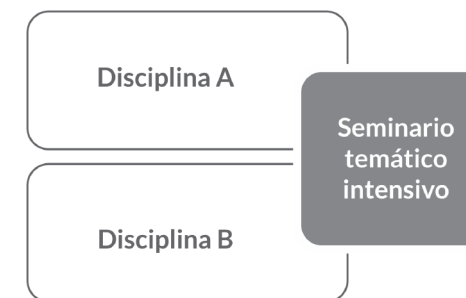 Disciplina A
Seminario
temático
intensivo
Disciplina B